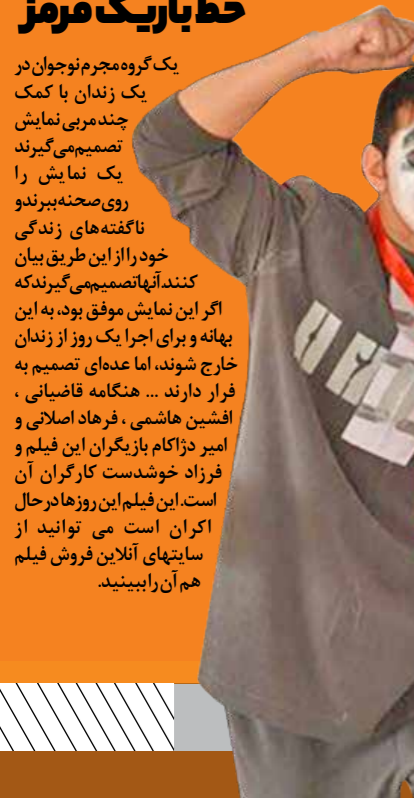 خط باریک قرمز
یک گروه مجرم نوجوان در
یک زندان با کمک
چند مربی نمایش
تصمیم می‌گیرند
یک نمایش را
روی صحنه ببرند و
ناگفته‌های زندگی
خود را از این طریق بیان
کنند. آنها تصمیم می‌گیرند که
اگر این نمایش موفق بود، به این
بهانه و برای اجرا یک روز از زندان
خارج شوند، اما عده‌ای تصمیم به
فرار دارند ... هنگامه قاضیانی ،
افشین هاشمی ، فرهاد اصلانی و
امیر دژاکام بازیگران این فیلم و
فرزاد خوشدست کارگران آن
است. این فیلم این روزها در حال
اکران است می توانید از
سایتهای آنلاین فروش فیلم
هم آن را ببینید.